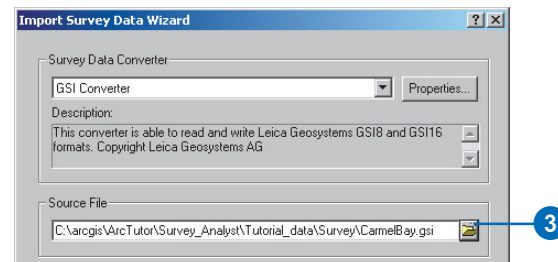 Import Survey Data Wizard
Survey Data Converter
GSI Converter
Properties...
Description:
This converter is able to read and write Leica Geosystems GSI8 and GSI16
formats. Copyright Leica Geosystems AG
Source File
C:\arcgis\ArcTutor\Survey_Analyst\Tutorial_data\Survey\CarmelBay.gsi
3